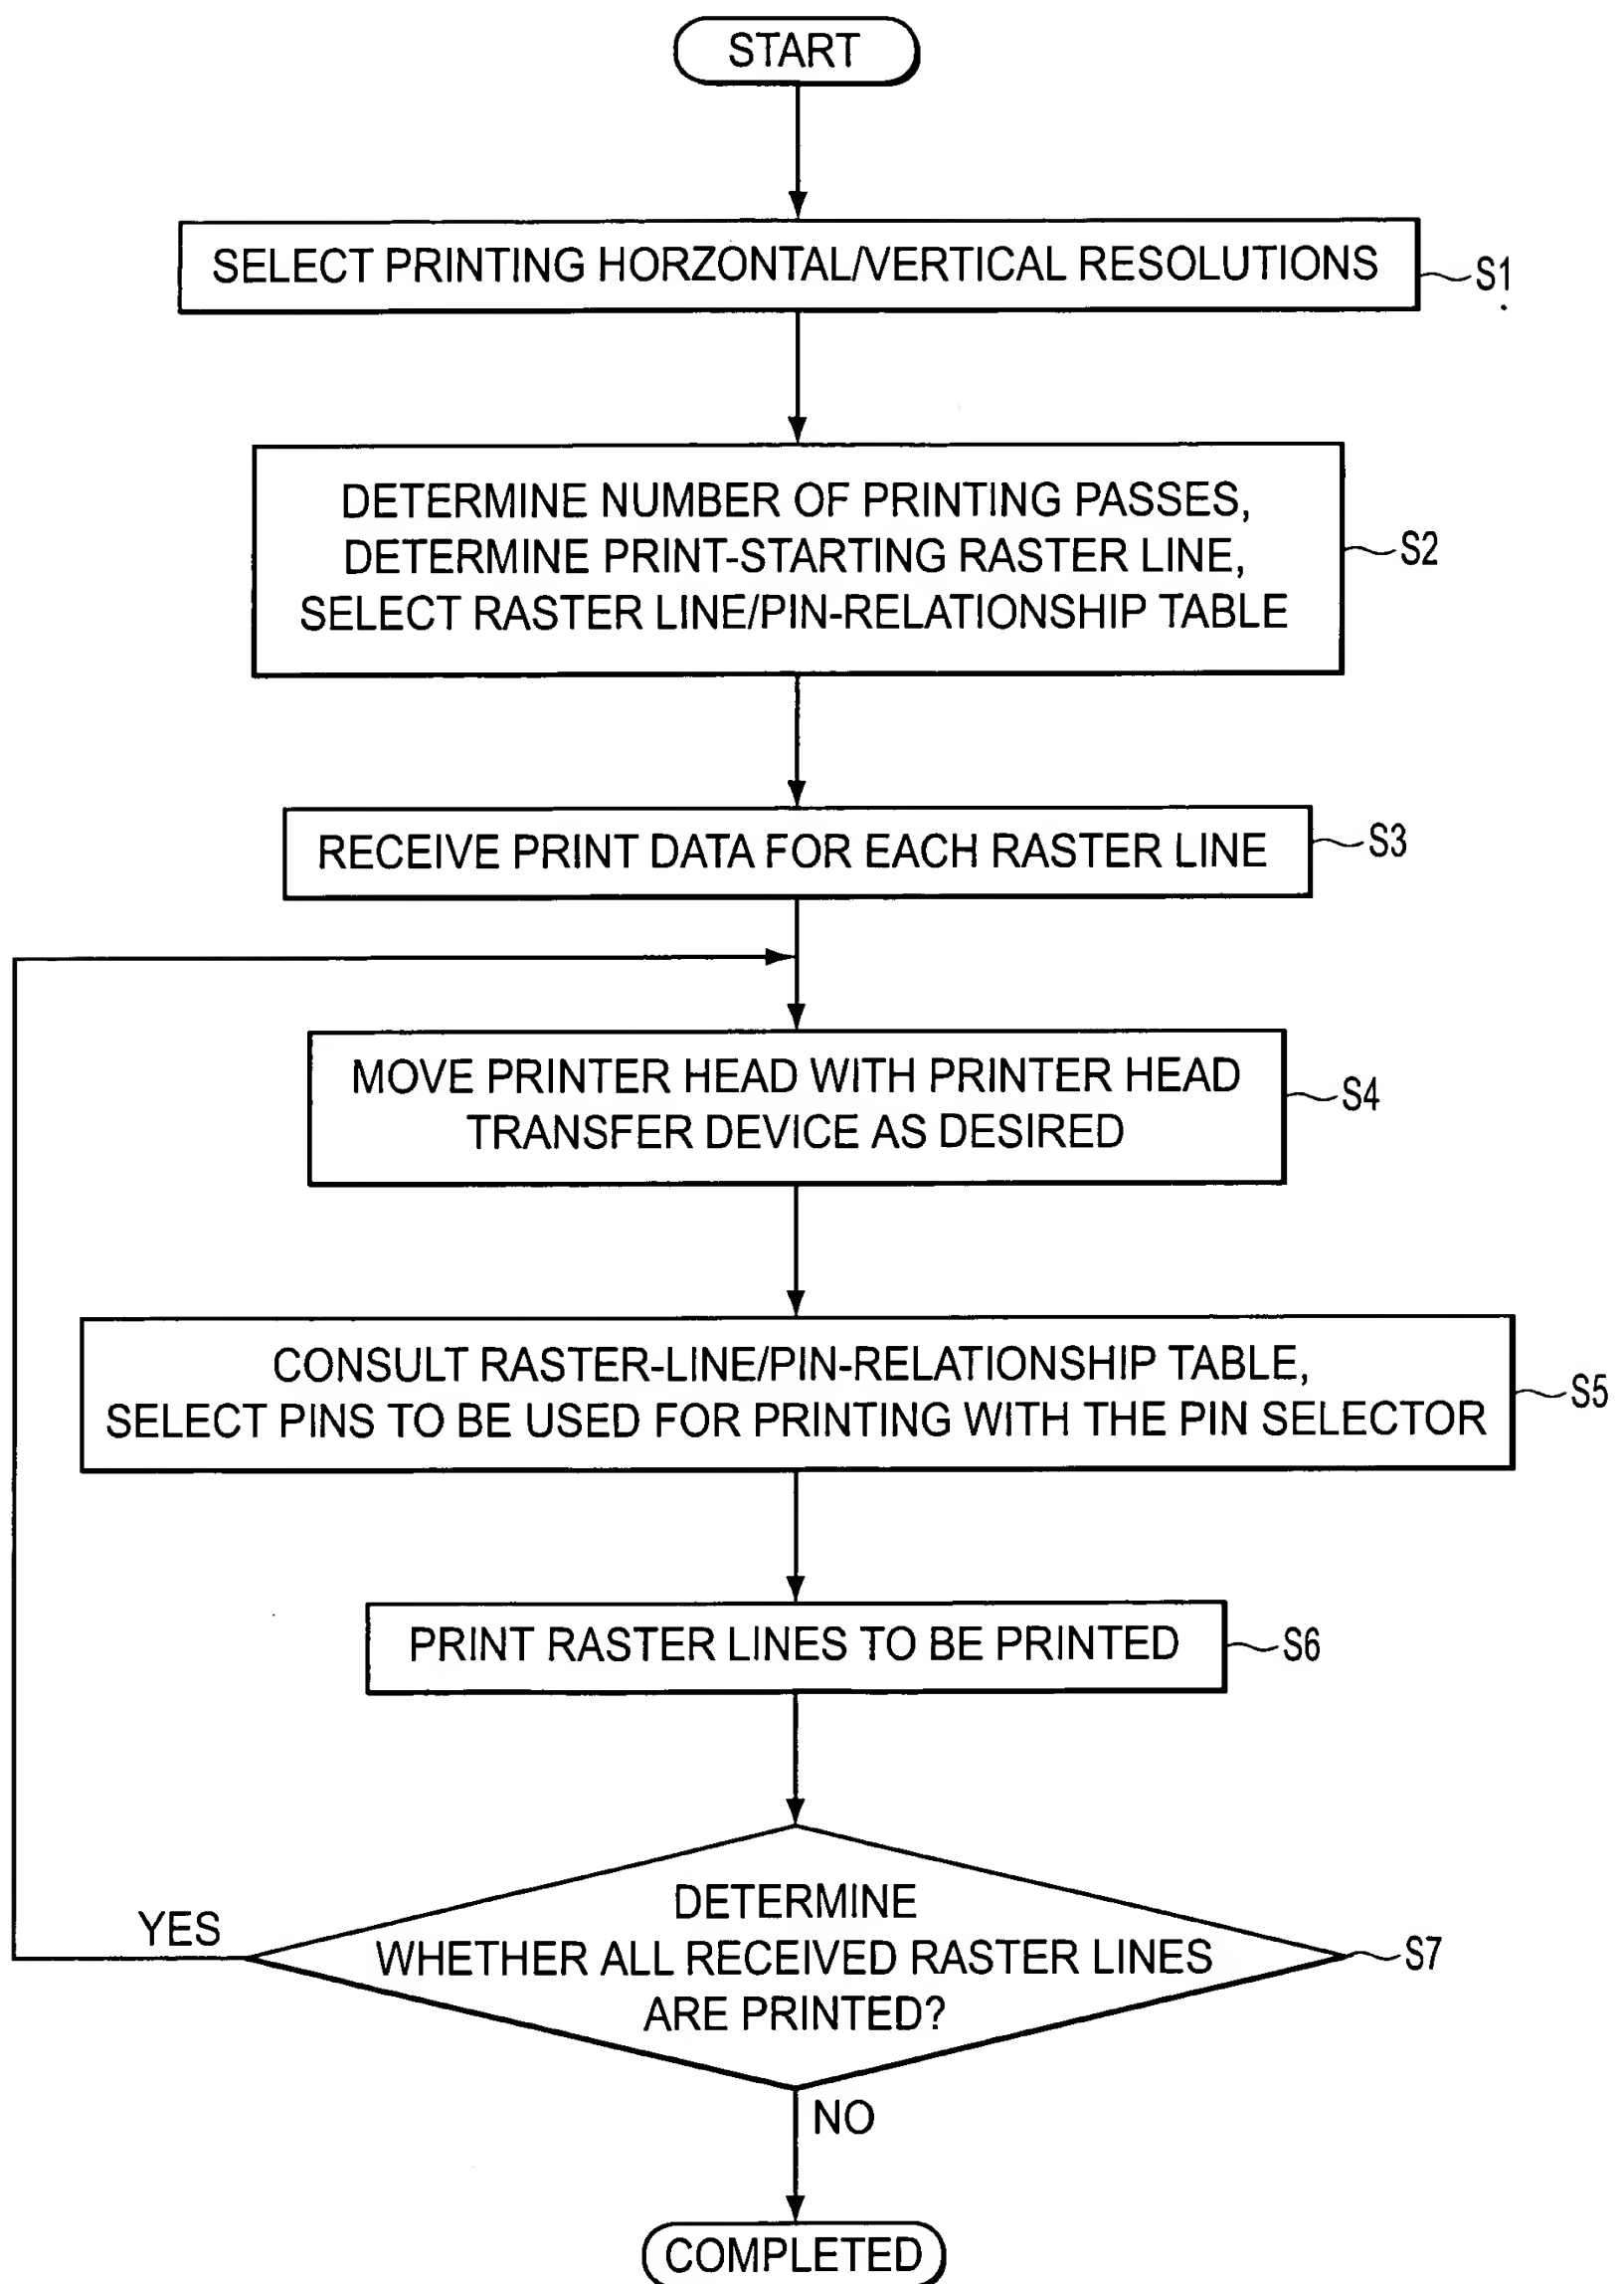 START
SELECT PRINTING HORZONTAL/VERTICAL RESOLUTIONS
S1
DETERMINE NUMBER OF PRINTING PASSES,
DETERMINE PRINT-STARTING RASTER LINE,
SELECT RASTER LINE/PIN-RELATIONSHIP TABLE
S2
RECEIVE PRINT DATA FOR EACH RASTER LINE
S3
MOVE PRINTER HEAD WITH PRINTER HEAD
TRANSFER DEVICE AS DESIRED
S4
CONSULT RASTER-LINE/PIN-RELATIONSHIP TABLE,
SELECT PINS TO BE USED FOR PRINTING WITH THE PIN SELECTOR
S5
PRINT RASTER LINES TO BE PRINTED
S6
DETERMINE
WHETHER ALL RECEIVED RASTER LINES
ARE PRINTED?
S7
YES
NO
COMPLETED